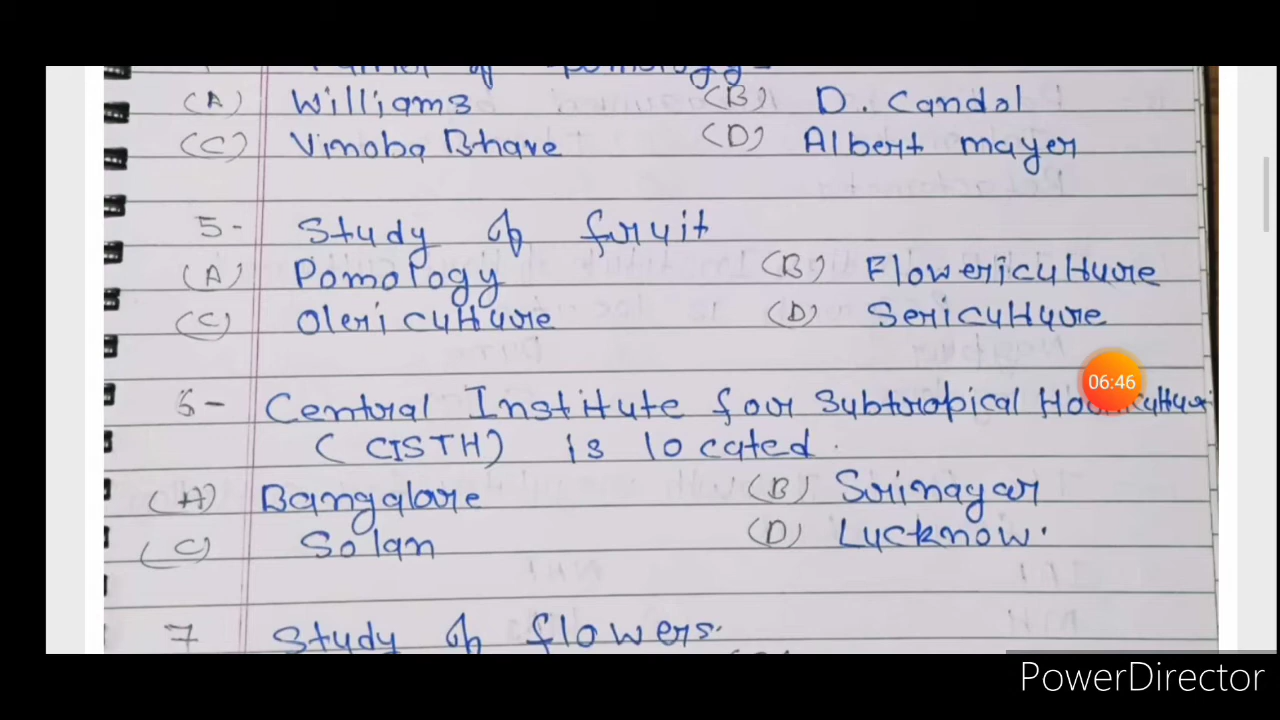 (A) Williams (B) D. Candol
(C) Vinoba Bhave (D) Albert mayer
5- Study of fruit
(A) Pomology (B) Flowericulture
(C) Olericulture (D) Sericulture
06:46
6- Central Institute for Subtropical
(CISTH) is located.
(A) Bangalore (B) Srinagar
(C) Solan (D) Lucknow.
7 Study of flowers.
PowerDirector